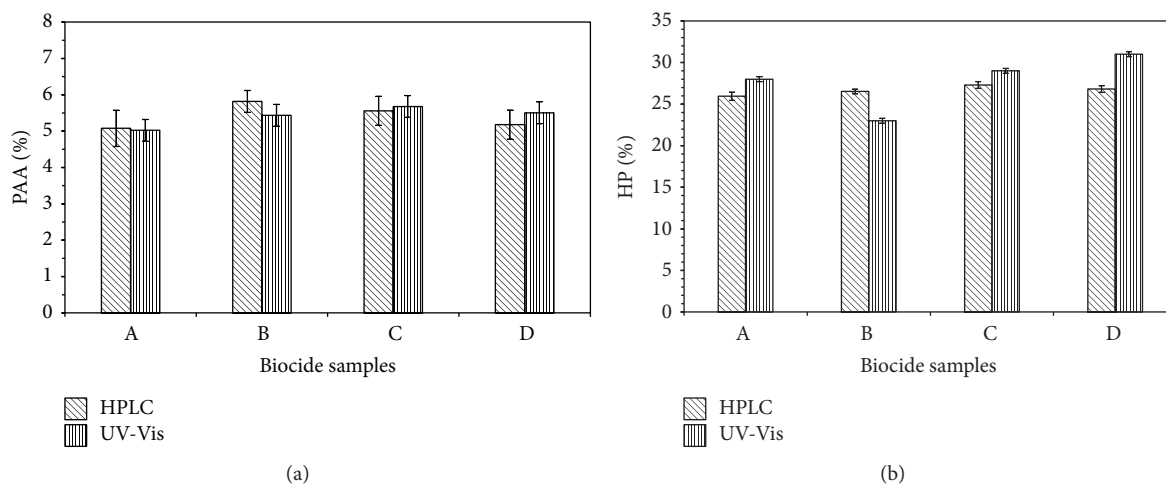 8
7
6
5
4
3
2
1
0
PAA (%)
A B C D
Biocide samples
HPLC
UV-Vis
(a)
35
30
25
20
15
10
5
0
HP (%)
A B C D
Biocide samples
HPLC
UV-Vis
(b)